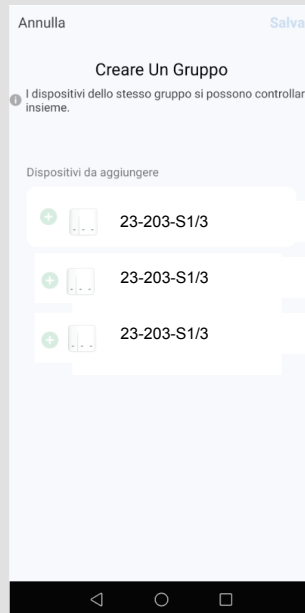 Annulla Salva
Creare Un Gruppo
I dispositivi dello stesso gruppo si possono controllar
insieme.
Dispositivi da aggiungere
23-203-S1/3
23-203-S1/3
23-203-S1/3